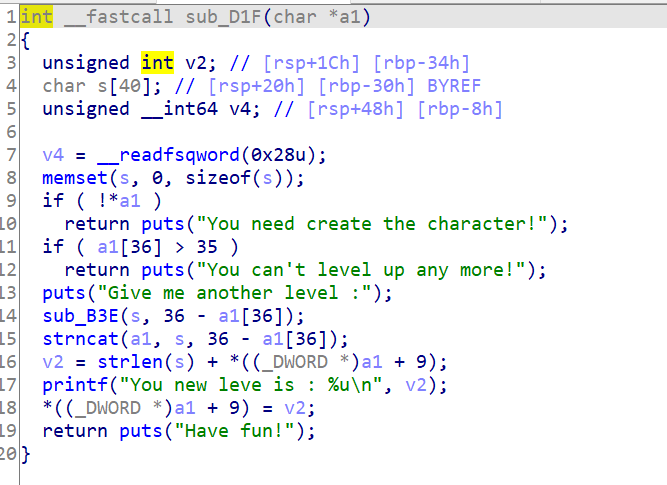 1 int __fastcall sub_D1F(char *a1)
2 {
3 unsigned int v2; // [rsp+1Ch] [rbp-34h]
4 char s[40]; // [rsp+20h] [rbp-30h] BYREF
5 unsigned __int64 v4; // [rsp+48h] [rbp-8h]
6
7 v4 = __readfsqword(0x28u);
8 memset(s, 0, sizeof(s));
9 if ( !*a1 )
10 return puts("You need create the character!");
11 if ( a1[36] > 35 )
12 return puts("You can't level up any more!");
13 puts("Give me another level :");
14 sub_B3E(s, 36 - a1[36]);
15 strncat(a1, s, 36 - a1[36]);
16 v2 = strlen(s) + *((_DWORD *)a1 + 9);
17 printf("You new leve is : %u\n", v2);
18 *((_DWORD *)a1 + 9) = v2;
19 return puts("Have fun!");
20 }